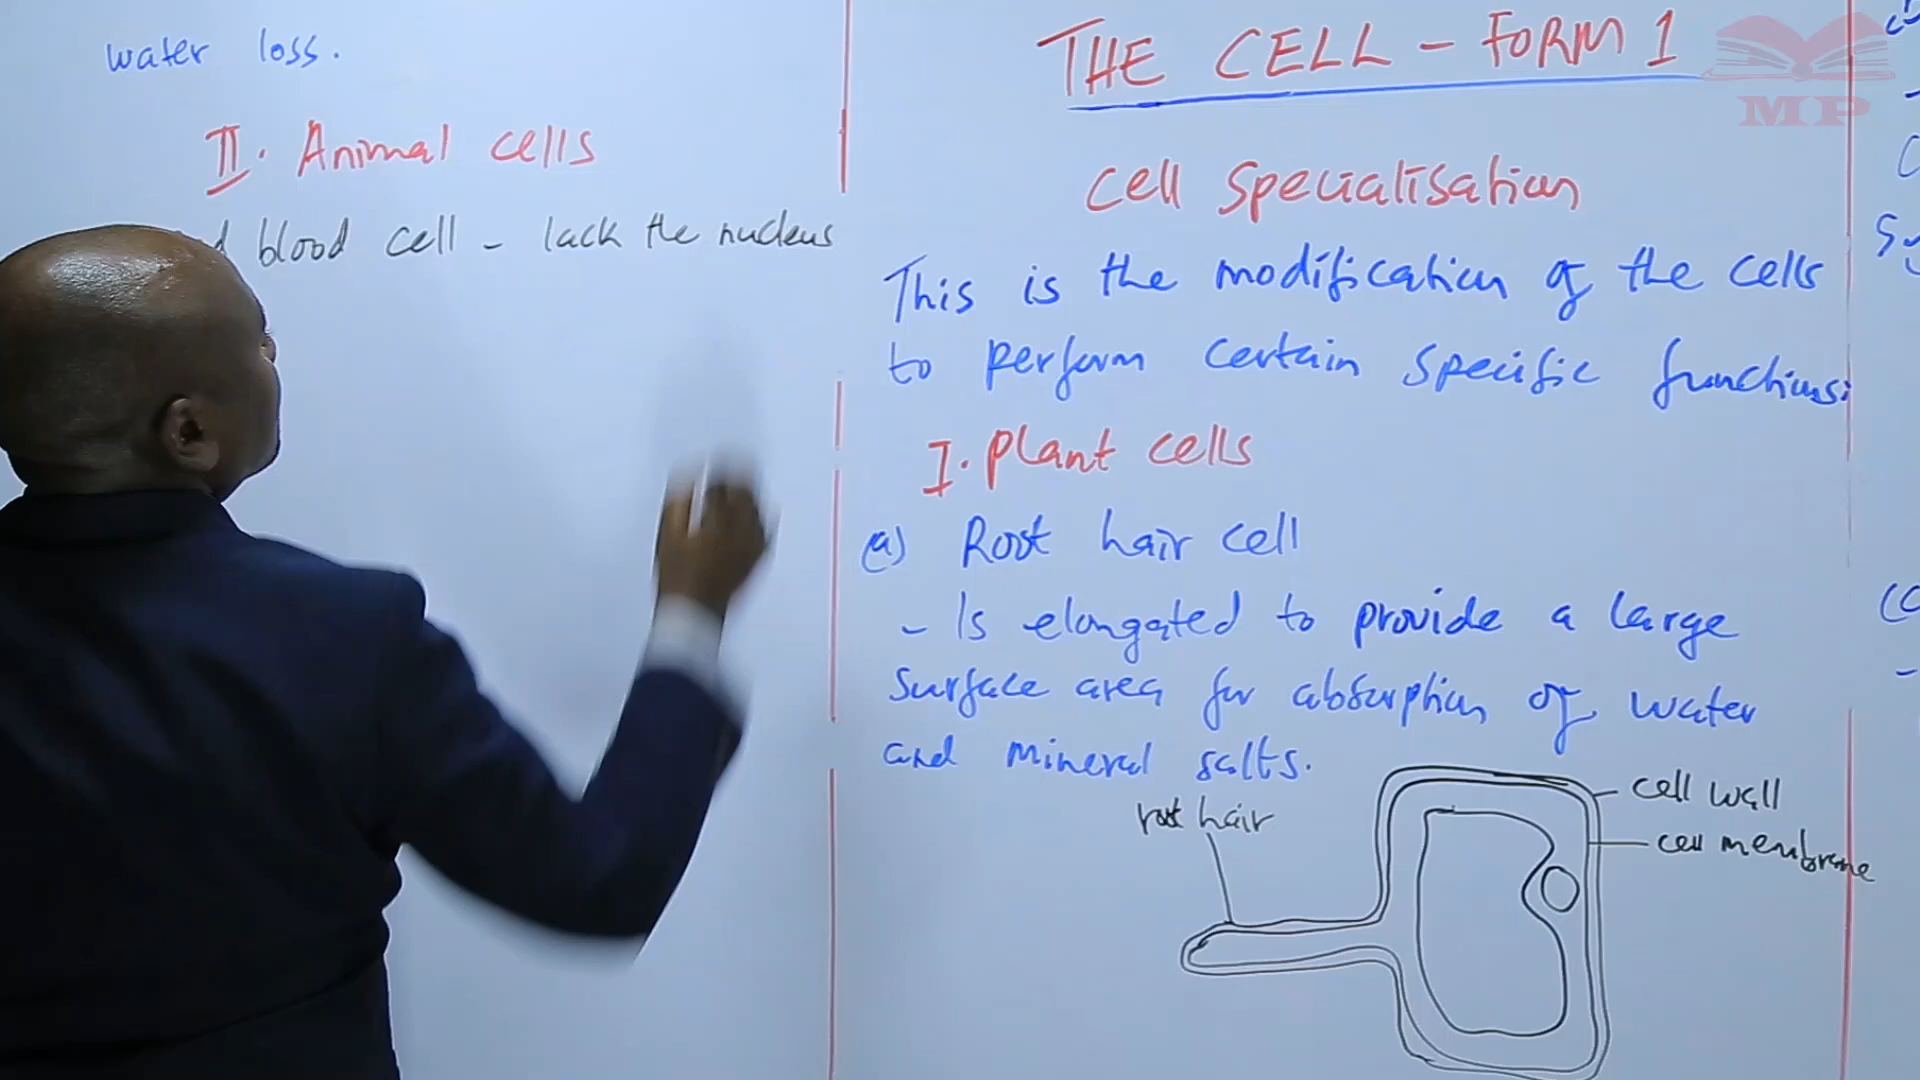 water loss.
II. Animal cells
blood cell - lack the nucleus
THE CELL - FORM 1
Cell Specialisation
This is the modification of the cells
to perform certain specific functions:
I. Plant cells
(a) Root hair cell
- Is elongated to provide a large
surface area for absorption of water
and mineral salts.
root hair
cell wall
cell membrane
MP